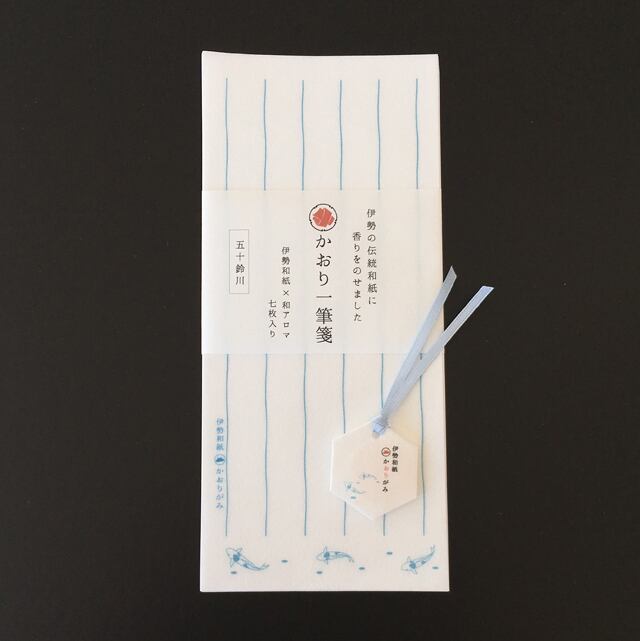 伊勢の伝統和紙に
香りをのせました
かおり一筆箋
伊勢和紙×和アロマ
七枚入り
五十鈴川
伊勢和紙
かおりがみ
伊勢和紙かおりがみ